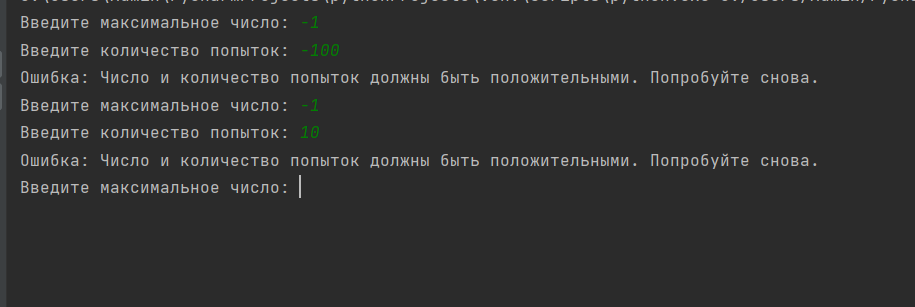 Введите максимальное число: -1
Введите количество попыток: -100
Ошибка: Число и количество попыток должны быть положительными. Попробуйте снова.
Введите максимальное число: -1
Введите количество попыток: 10
Ошибка: Число и количество попыток должны быть положительными. Попробуйте снова.
Введите максимальное число: